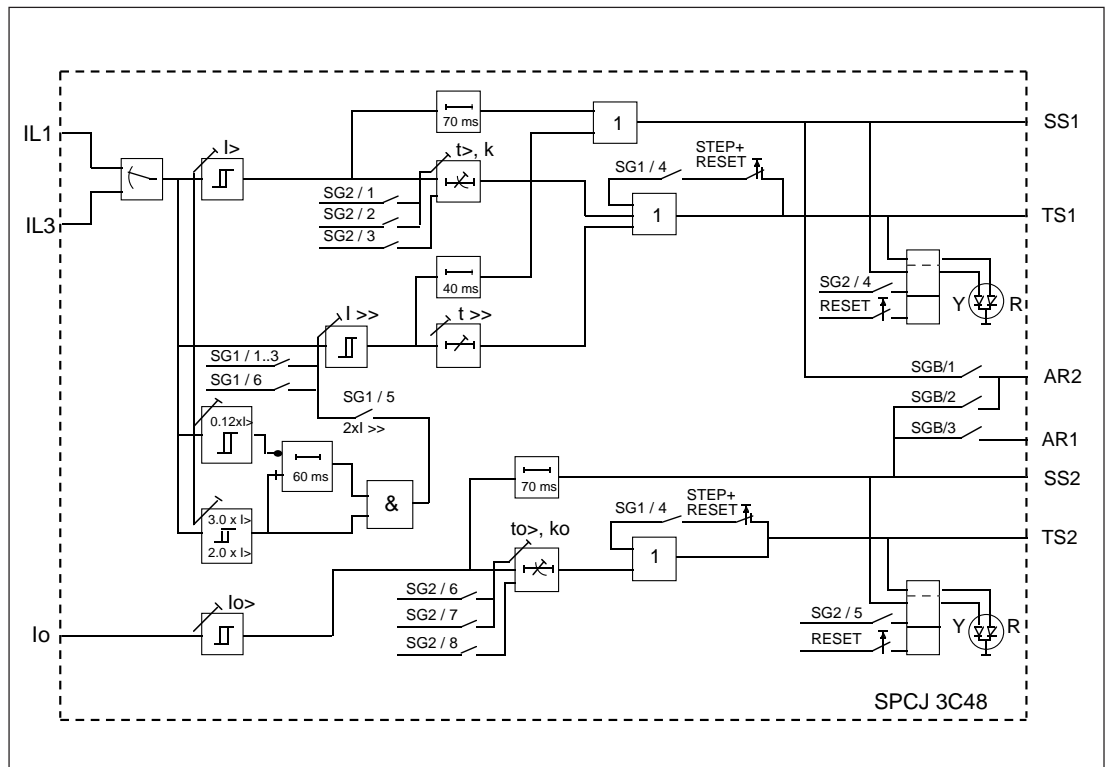 IL1
IL3
Io
I>
70 ms
t>, k
SG2 / 1
SG2 / 2
SG2 / 3
1
SG1 / 4
STEP+
RESET
1
SS1
TS1
40 ms
I >>
t >>
SG2 / 4
RESET
Y
R
SG1 / 1..3
SG1 / 6
SG1 / 5
2xI >>
0.12xI>
60 ms
+
&
3.0 x I>
2.0 x I>
SGB/1
SGB/2
SGB/3
AR2
AR1
SS2
TS2
70 ms
to>, ko
SG1 / 4
STEP+
RESET
1
SG2 / 6
SG2 / 7
SG2 / 8
Io>
SG2 / 5
RESET
Y
R
SPCJ 3C48